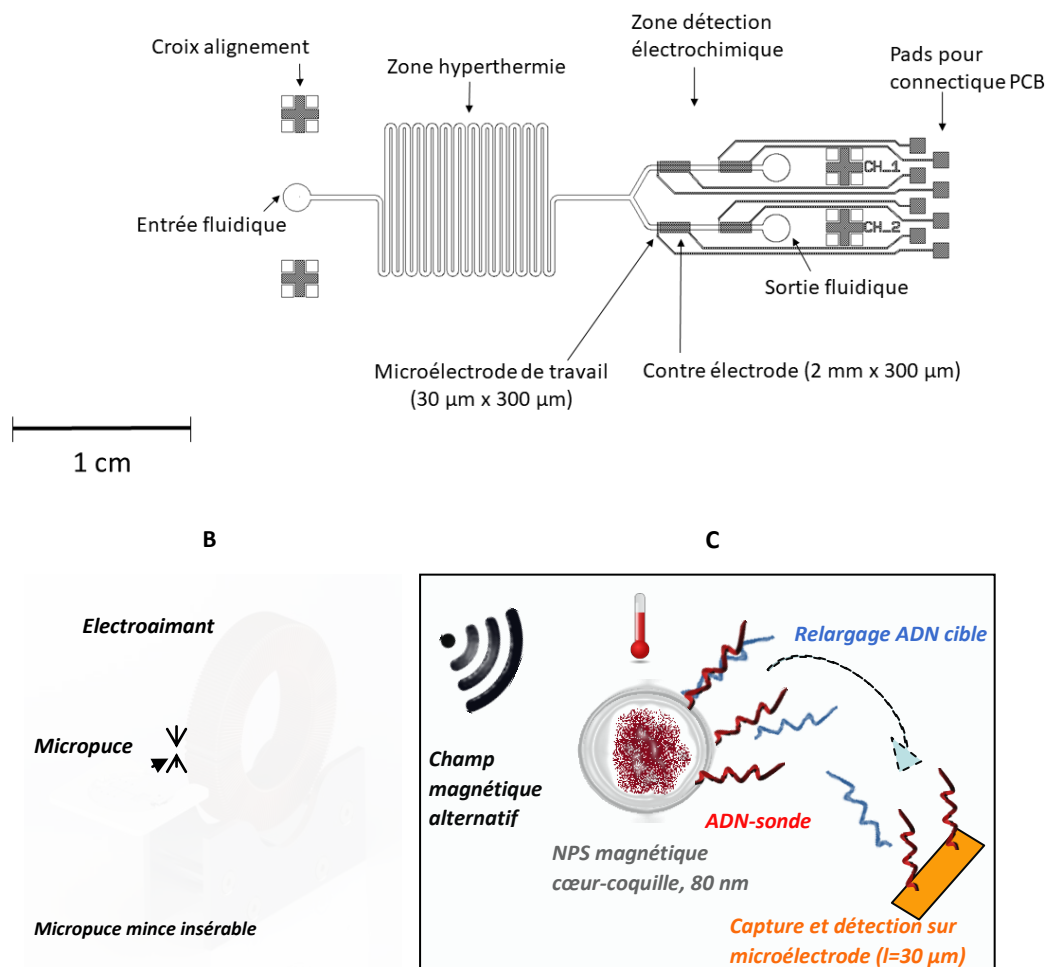 Croix alignement
Zone hyperthermie
Zone détection
électrochimique
Pads pour
connectique PCB
CH_1
Entrée fluidique
CH_2
Sortie fluidique
Microélectrode de travail
(30 µm x 300 µm)
Contre électrode (2 mm x 300 µm)
1 cm
B
Electroaimant
Micropuce
Micropuce mince insérable
C
Relargage ADN cible
Champ
magnétique
alternatif
ADN-sonde
NPS magnétique
cœur-coquille, 80 nm
Capture et détection sur
microélectrode (l=30 µm)